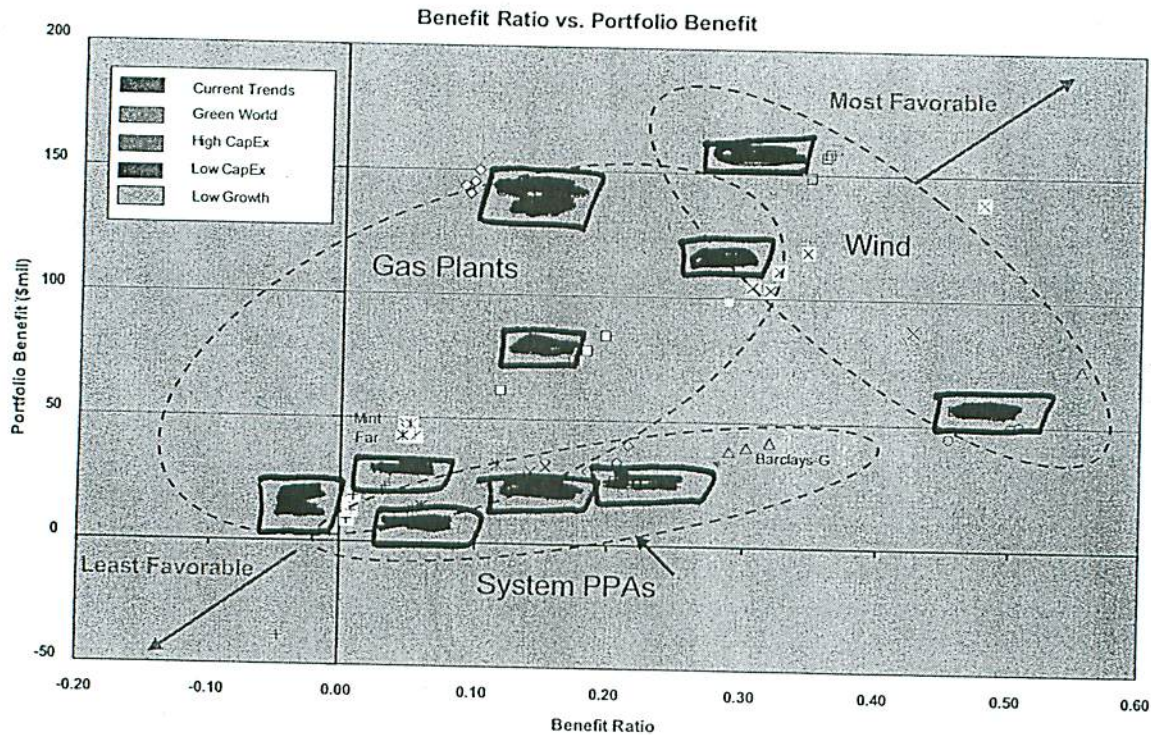 Benefit Ratio vs. Portfolio Benefit
200
150
100
50
0
-50
Portfolio Benefit ($mil)
Current Trends
Green World
High CapEx
Low CapEx
Low Growth
Most Favorable
Wind
Gas Plants
Mint
Far
Barclays-G
Least Favorable
System PPAs
-0.20
-0.10
0.00
0.10
0.20
0.30
0.40
0.50
0.60
Benefit Ratio